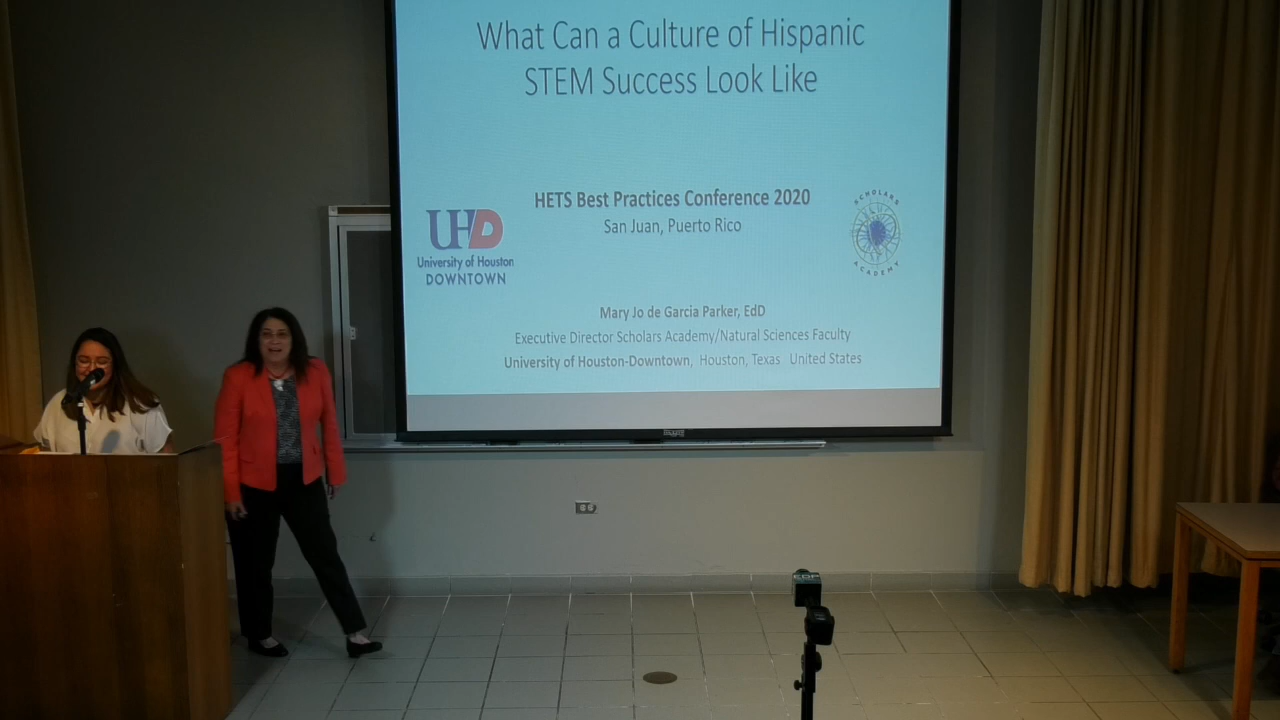 What Can a Culture of Hispanic
STEM Success Look Like
HETS Best Practices Conference 2020
San Juan, Puerto Rico
UHD
University of Houston
DOWNTOWN
SCHOLARS
ACADEMY
Mary Jo de Garcia Parker, EdD
Executive Director Scholars Academy/Natural Sciences Faculty
University of Houston-Downtown, Houston, Texas United States